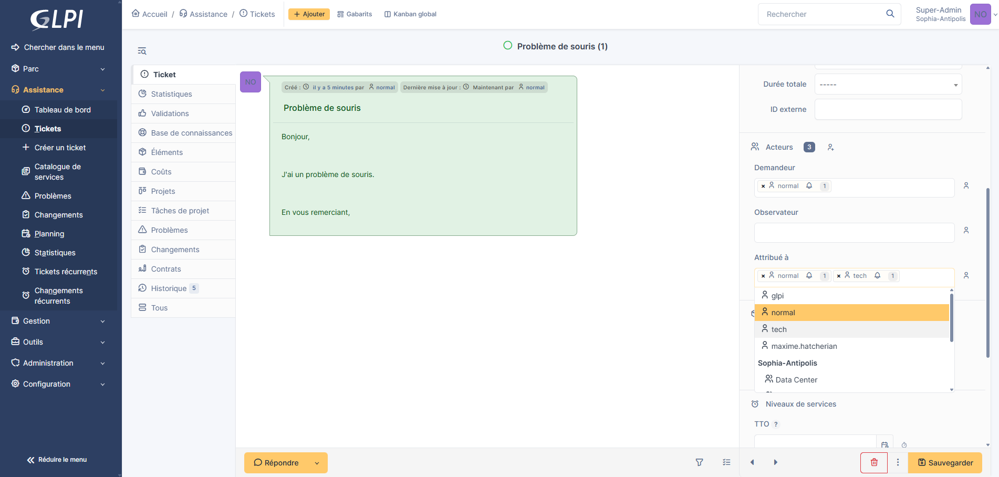 GLPI
Chercher dans le menu
Parc
Assistance
Tableau de bord
Tickets
Créer un ticket
Catalogue de
services
Problèmes
Changements
Planning
Statistiques
Tickets récurrents
Changements
récurrents
Gestion
Outils
Administration
Configuration
Réduire le menu
Accueil / Assistance / Tickets
Ajouter
Gabarits
Kanban global
Rechercher
Super-Admin
Sophia-Antipolis
NO
Problème de souris (1)
Ticket
Statistiques
Validations
Base de connaissances
Éléments
Coûts
Projets
Tâches de projet
Problèmes
Changements
Contrats
Historique 5
Tous
NO
Créé : il y a 5 minutes par normal Dernière mise à jour : Maintenant par normal
Problème de souris
Bonjour,
J'ai un problème de souris.
En vous remerciant,
Répondre
Durée totale -----
ID externe
Acteurs 3
Demandeur
× normal 1
Observateur
Attribué à
× normal 1 × tech 1
glpi
normal
tech
maxime.hatcherian
Sophia-Antipolis
Data Center
Niveaux de services
TTO ?
Sauvegarder